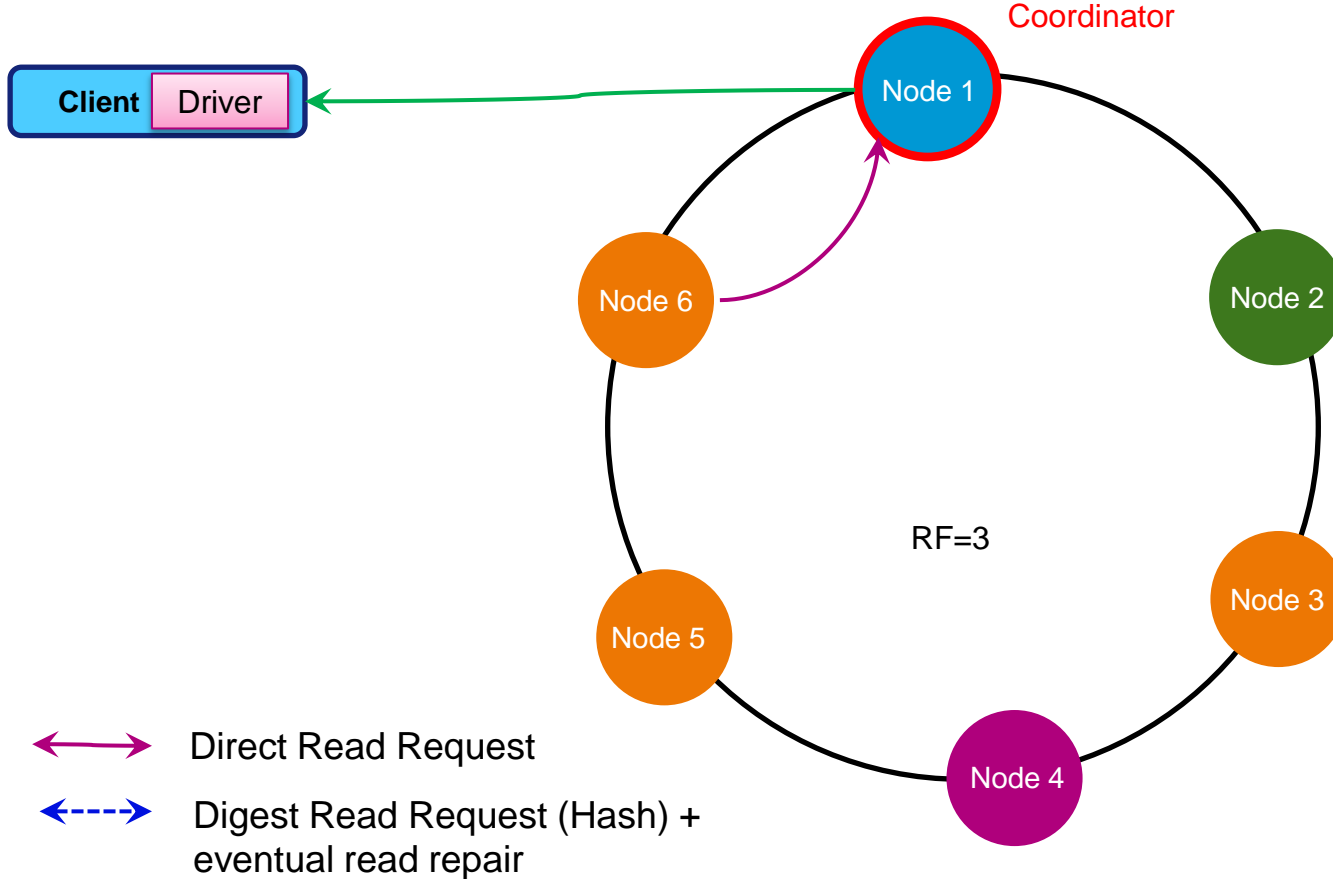 Coordinator
Client
Driver
Node 1
Node 6
Node 2
RF=3
Node 3
Node 5
Node 4
Direct Read Request
Digest Read Request (Hash) +
eventual read repair